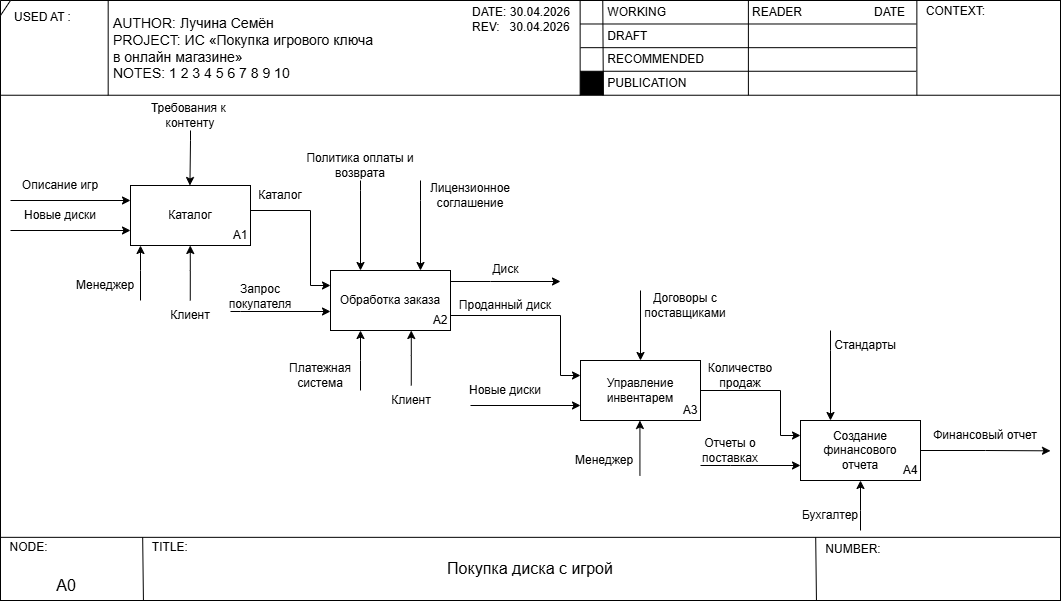 USED AT :
AUTHOR: Лучина Семён
PROJECT: ИС «Покупка игрового ключа
в онлайн магазине»
NOTES: 1 2 3 4 5 6 7 8 9 10
DATE: 30.04.2026
REV: 30.04.2026
WORKING
DRAFT
RECOMMENDED
PUBLICATION
READER DATE
CONTEXT:
Требования к
контенту
Описание игр
Новые диски
Каталог
A1
Менеджер
Клиент
Каталог
Политика оплаты и
возврата
Лицензионное
соглашение
Запрос
покупателя
Обработка заказа
A2
Платежная
система
Клиент
Диск
Проданный диск
Договоры с
поставщиками
Новые диски
Управление
инвентарем
A3
Менеджер
Количество
продаж
Стандарты
Отчеты о
поставках
Создание
финансового
отчета
A4
Бухгалтер
Финансовый отчет
NODE:
A0
TITLE:
Покупка диска с игрой
NUMBER: